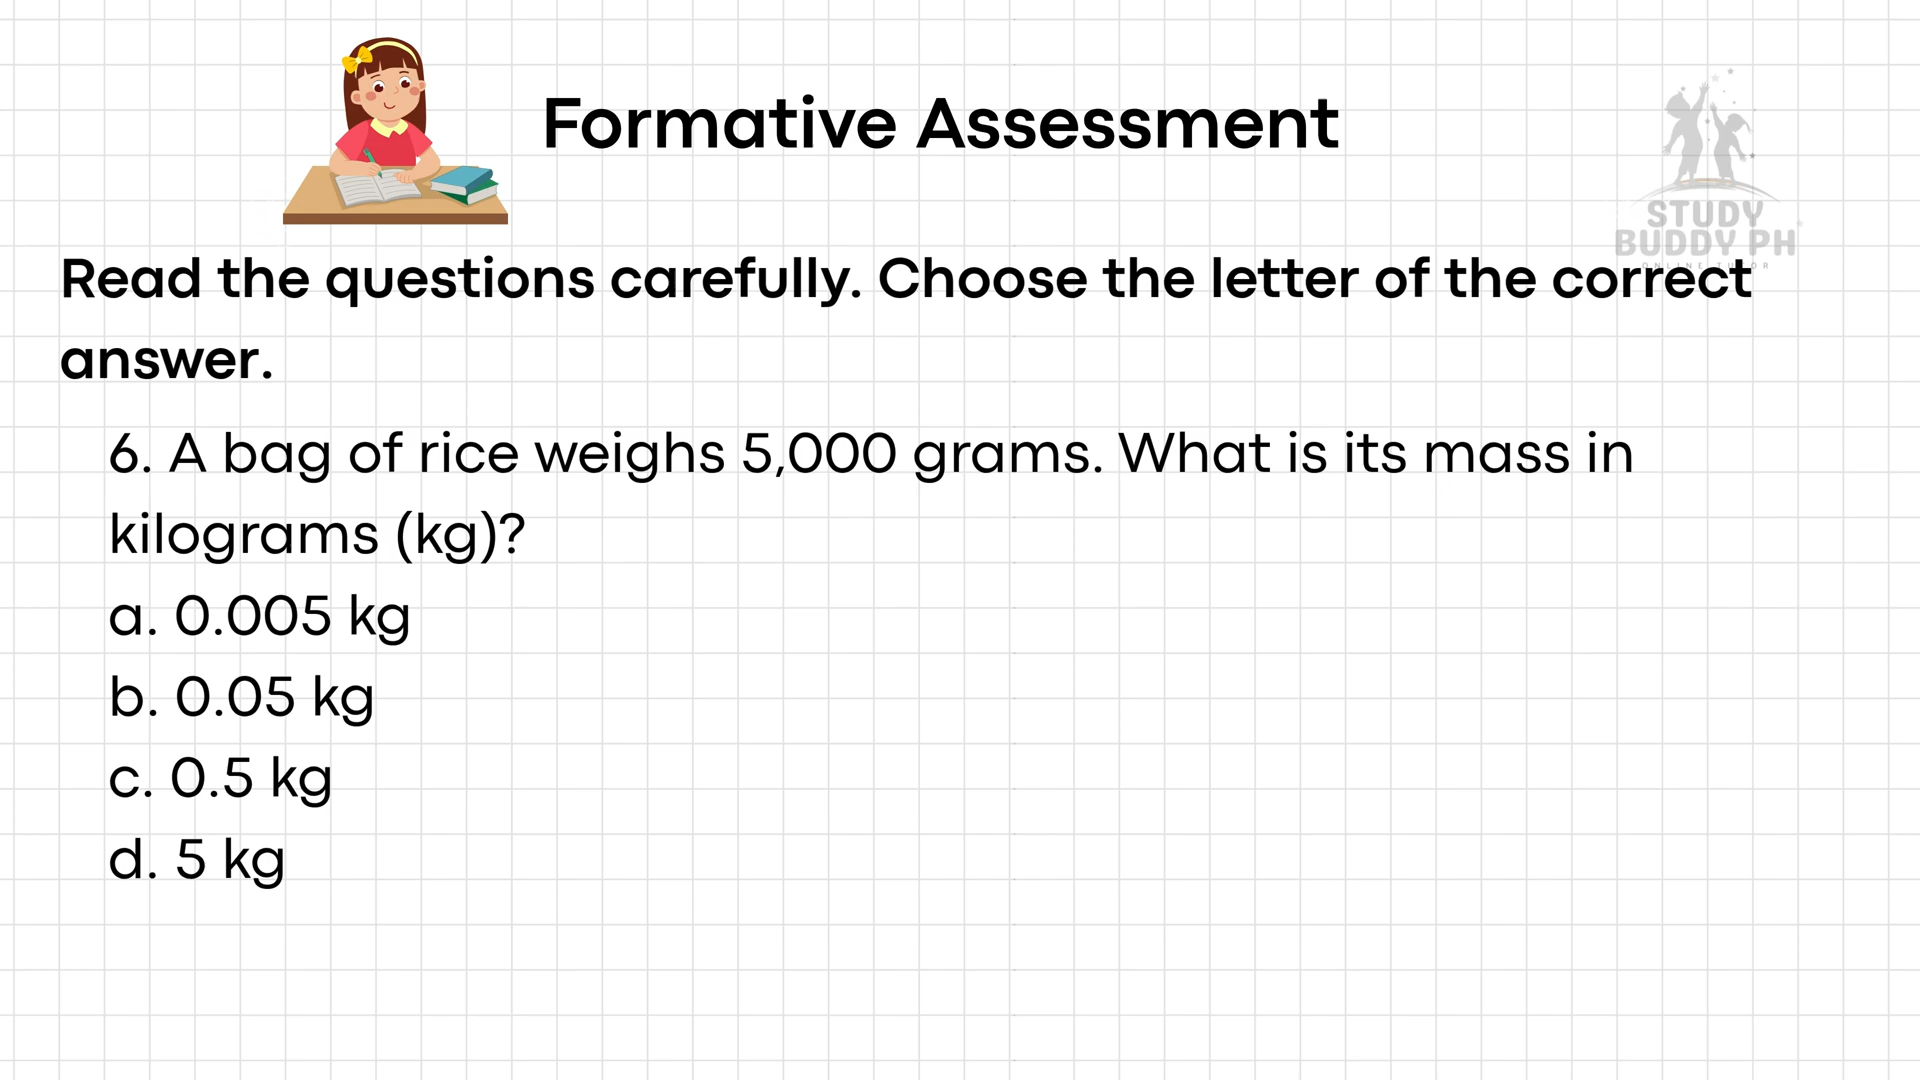 Formative Assessment
STUDY
BUDDY PH
ONLINE TUTOR
Read the questions carefully. Choose the letter of the correct
answer.
6. A bag of rice weighs 5,000 grams. What is its mass in
kilograms (kg)?
a. 0.005 kg
b. 0.05 kg
c. 0.5 kg
d. 5 kg